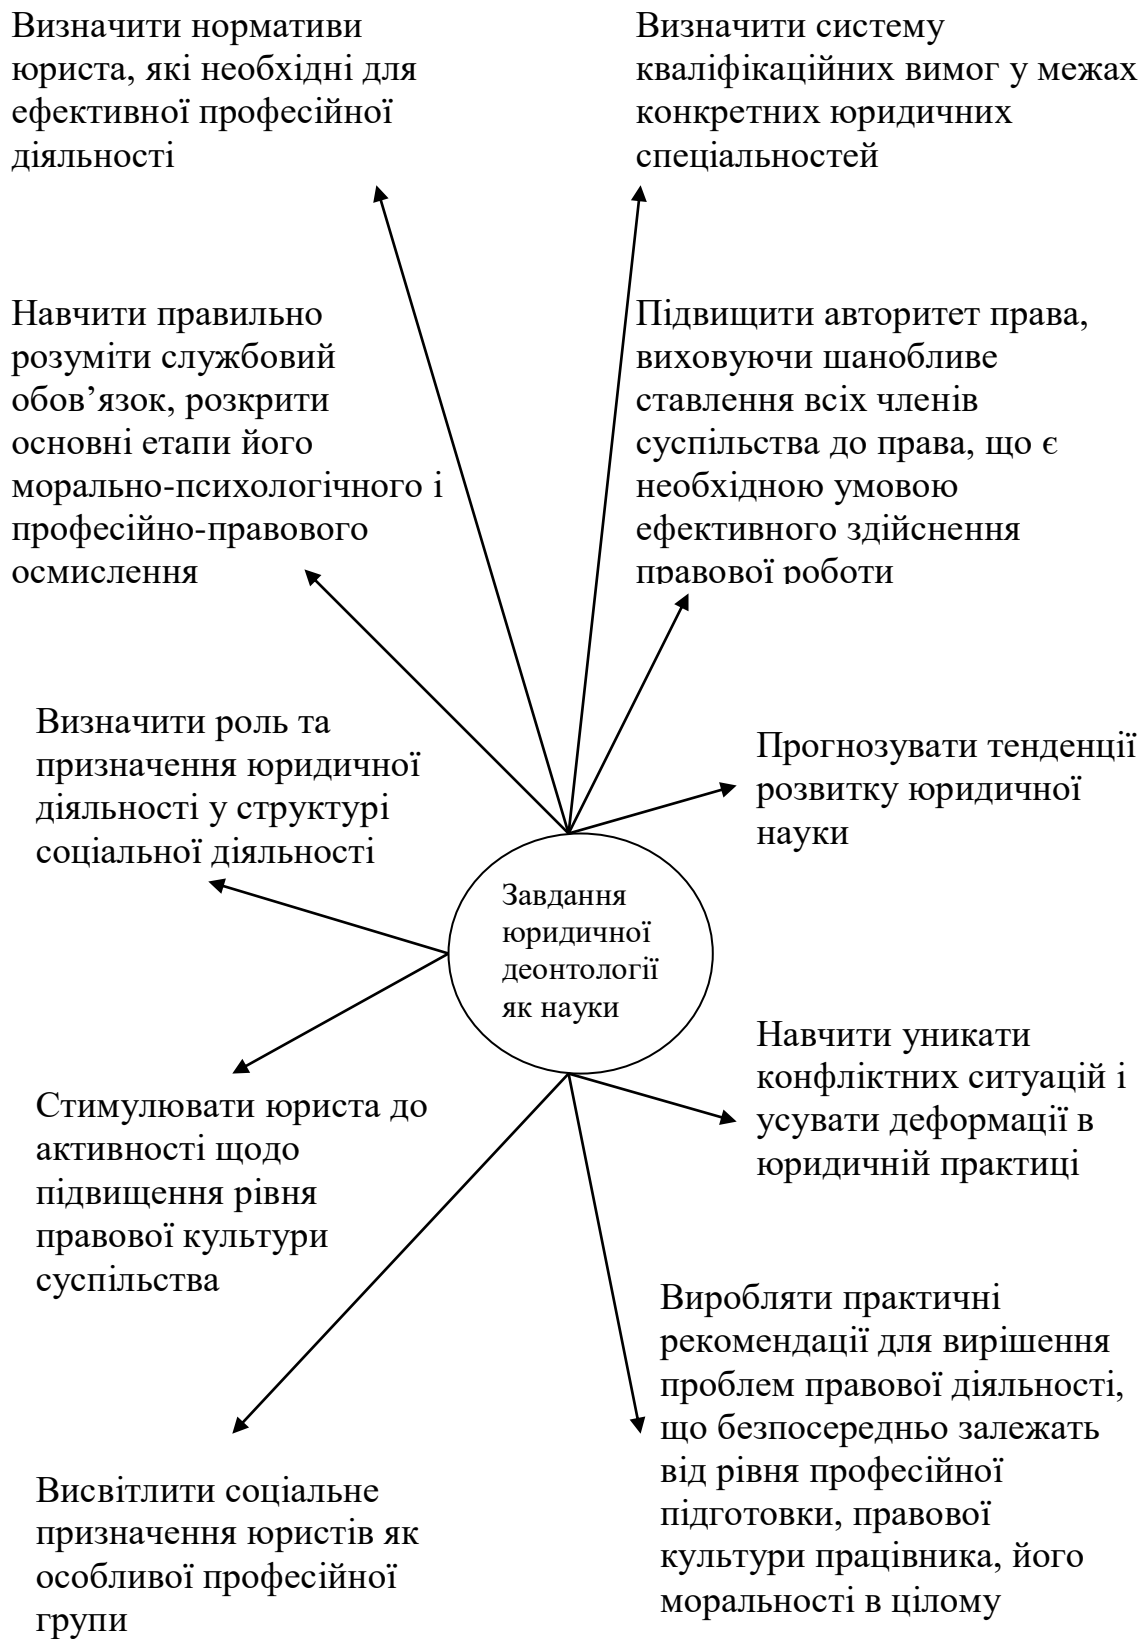 Визначити нормативи
юриста, які необхідні для
ефективної професійної
діяльності
Визначити систему
кваліфікаційних вимог у межах
конкретних юридичних
спеціальностей
Навчити правильно
розуміти службовий
обов’язок, розкрити
основні етапи його
морально-психологічного і
професійно-правового
осмислення
Підвищити авторитет права,
виховуючи шанобливе
ставлення всіх членів
суспільства до права, що є
необхідною умовою
ефективного здійснення
правової роботи
Визначити роль та
призначення юридичної
діяльності у структурі
соціальної діяльності
Прогнозувати тенденції
розвитку юридичної
науки
Завдання
юридичної
деонтології
як науки
Навчити уникати
конфліктних ситуацій і
усувати деформації в
юридичній практиці
Стимулювати юриста до
активності щодо
підвищення рівня
правової культури
суспільства
Виробляти практичні
рекомендації для вирішення
проблем правової діяльності,
що безпосередньо залежать
від рівня професійної
підготовки, правової
культури працівника, його
моральності в цілому
Висвітлити соціальне
призначення юристів як
особливої професійної
групи